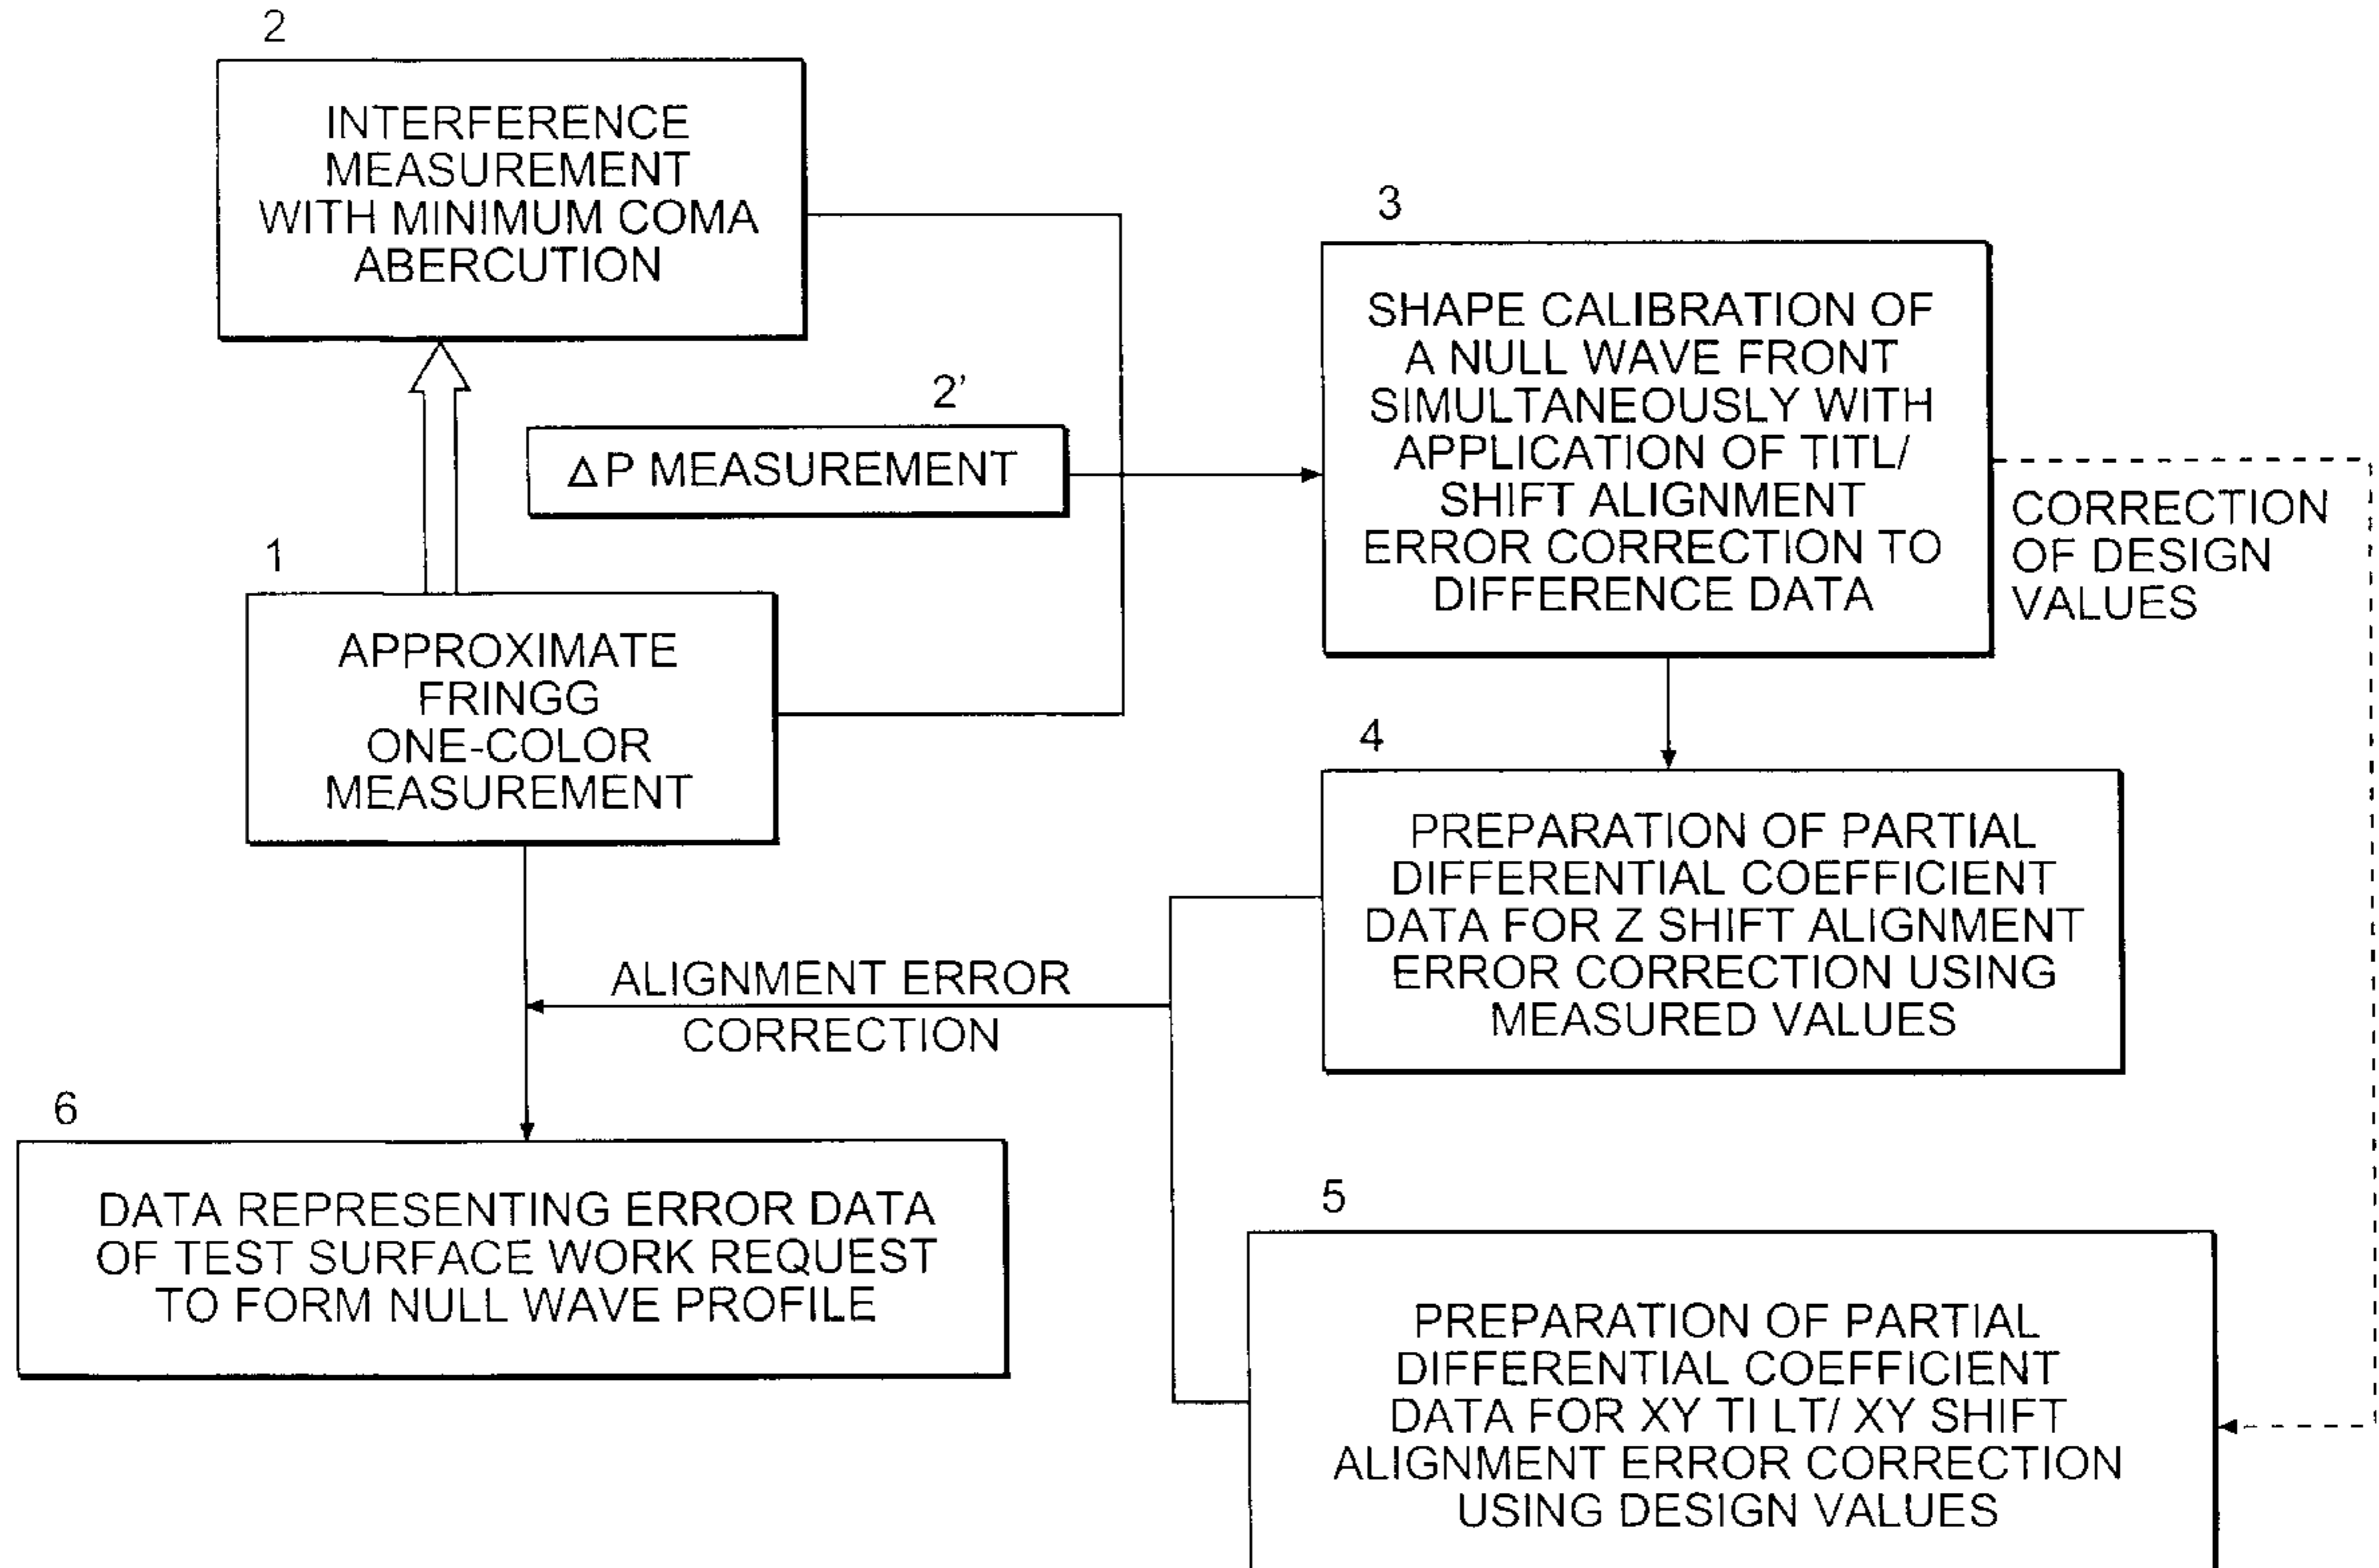 2
INTERFERENCE
MEASUREMENT
WITH MINIMUM COMA
ABERCUTION
2'
ΔP MEASUREMENT
1
APPROXIMATE
FRINGG
ONE-COLOR
MEASUREMENT
3
SHAPE CALIBRATION OF
A NULL WAVE FRONT
SIMULTANEOUSLY WITH
APPLICATION OF TITL/
SHIFT ALIGNMENT
ERROR CORRECTION TO
DIFFERENCE DATA
CORRECTION
OF DESIGN
VALUES
4
PREPARATION OF PARTIAL
DIFFERENTIAL COEFFICIENT
DATA FOR Z SHIFT ALIGNMENT
ERROR CORRECTION USING
MEASURED VALUES
ALIGNMENT ERROR
CORRECTION
6
DATA REPRESENTING ERROR DATA
OF TEST SURFACE WORK REQUEST
TO FORM NULL WAVE PROFILE
5
PREPARATION OF PARTIAL
DIFFERENTIAL COEFFICIENT
DATA FOR XY TI LT/ XY SHIFT
ALIGNMENT ERROR CORRECTION
USING DESIGN VALUES